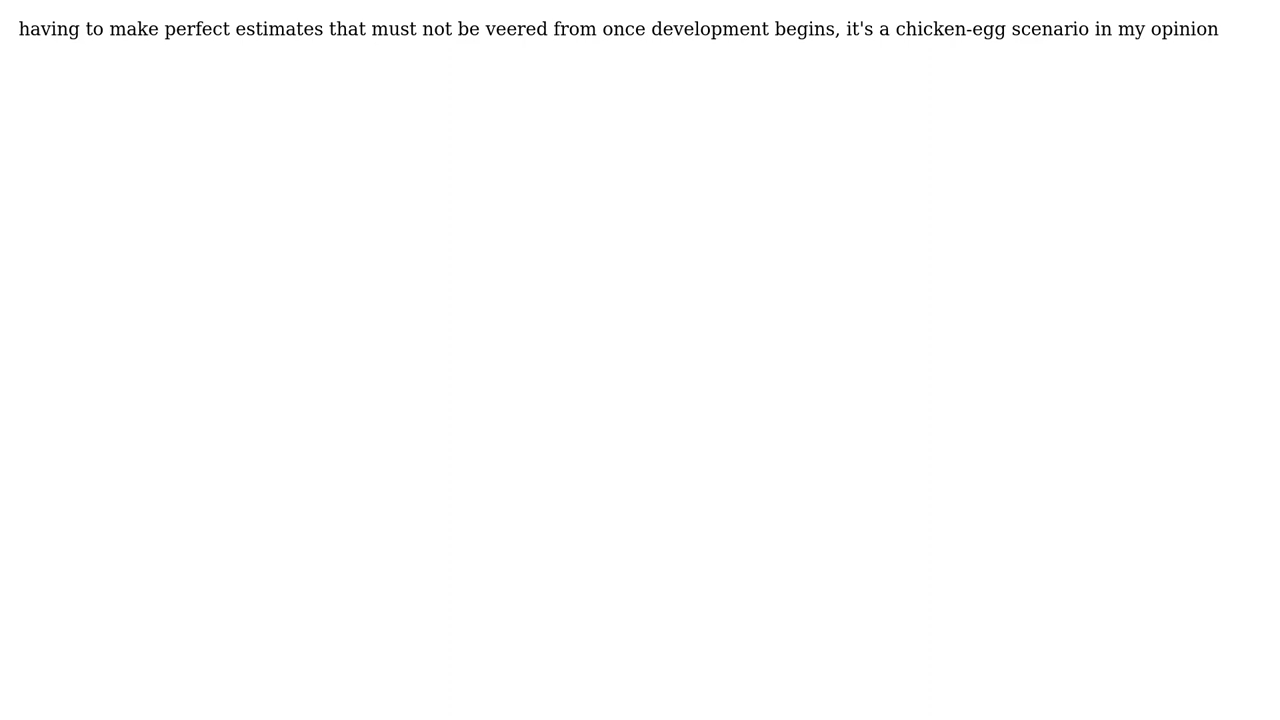 having to make perfect estimates that must not be veered from once development begins, it's a chicken-egg scenario in my opinion